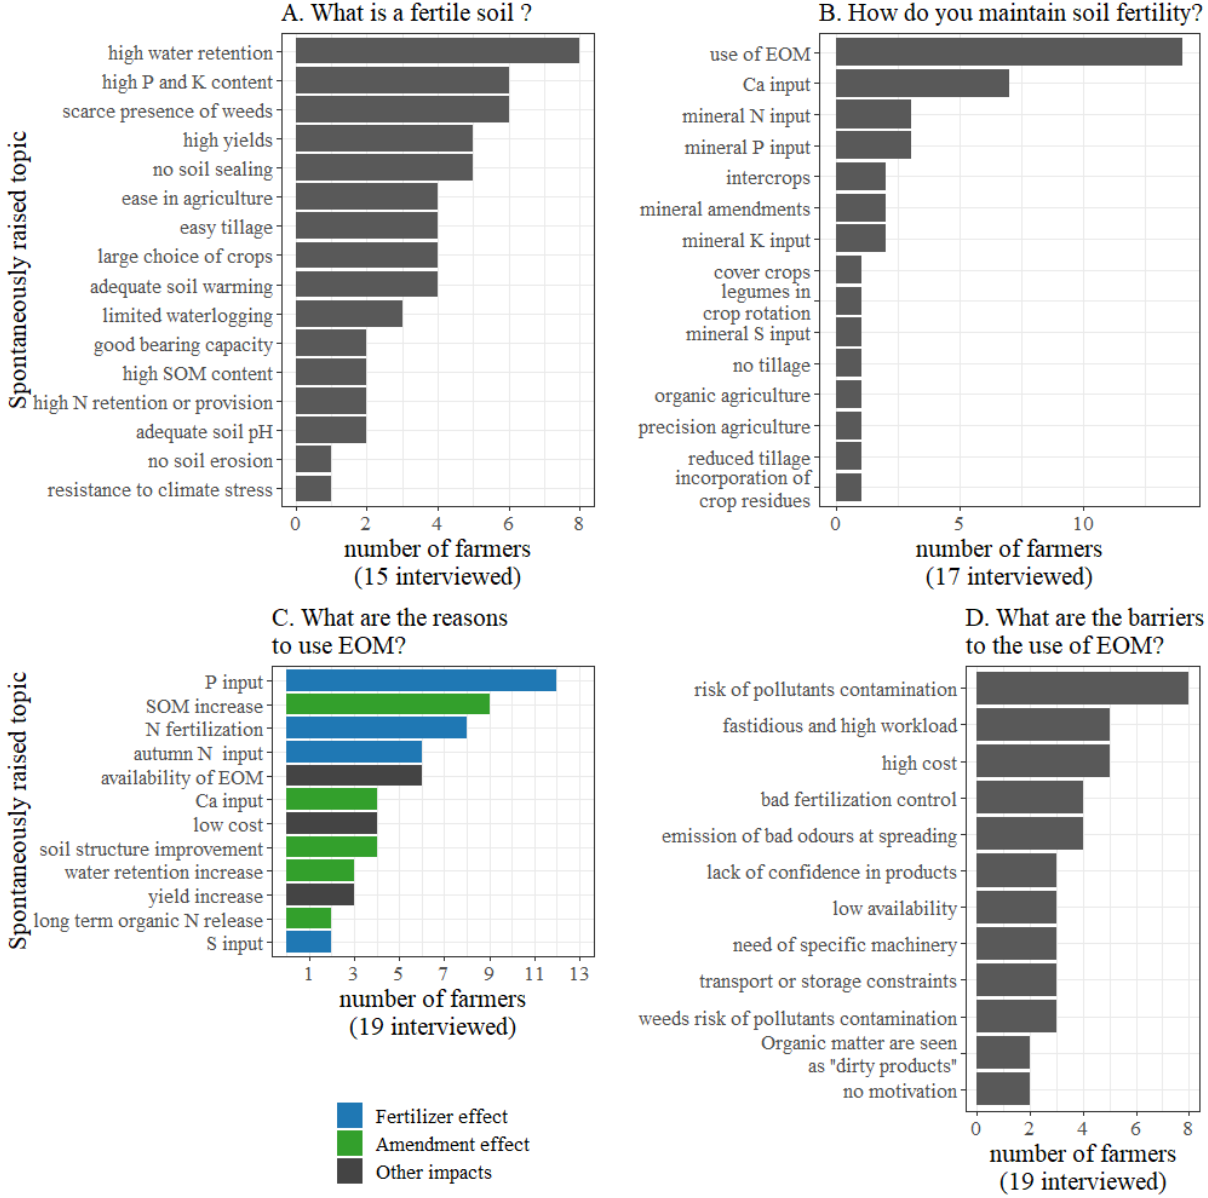 A. What is a fertile soil ?
Spontaneously raised topic
high water retention
high P and K content
scarce presence of weeds
high yields
no soil sealing
ease in agriculture
easy tillage
large choice of crops
adequate soil warming
limited waterlogging
good bearing capacity
high SOM content
high N retention or provision
adequate soil pH
no soil erosion
resistance to climate stress
0 2 4 6 8
number of farmers
(15 interviewed)
B. How do you maintain soil fertility?
use of EOM
Ca input
mineral N input
mineral P input
intercrops
mineral amendments
mineral K input
cover crops
legumes in
crop rotation
mineral S input
no tillage
organic agriculture
precision agriculture
reduced tillage
incorporation of
crop residues
0 5 10
number of farmers
(17 interviewed)
C. What are the reasons
to use EOM?
Spontaneously raised topic
P input
SOM increase
N fertilization
autumn N input
availability of EOM
Ca input
low cost
soil structure improvement
water retention increase
yield increase
long term organic N release
S input
1 3 5 7 9 11 13
number of farmers
(19 interviewed)
Fertilizer effect
Amendment effect
Other impacts
D. What are the barriers
to the use of EOM?
risk of pollutants contamination
fastidious and high workload
high cost
bad fertilization control
emission of bad odours at spreading
lack of confidence in products
low availability
need of specific machinery
transport or storage constraints
weeds risk of pollutants contamination
Organic matter are seen
as "dirty products"
no motivation
0 2 4 6 8
number of farmers
(19 interviewed)